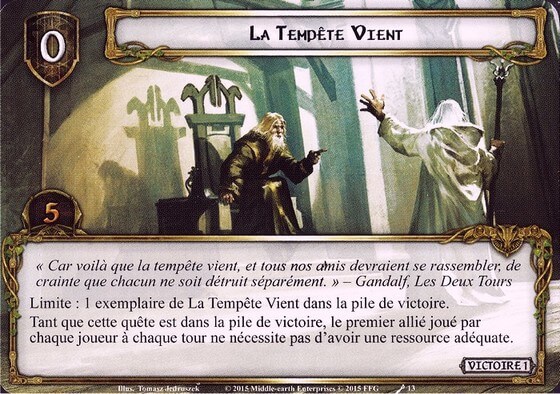 0
LA TEMPÊTE VIENT
5
« Car voilà que la tempête vient, et tous nos amis devraient se rassembler, de
crainte que chacun ne soit détruit séparément. » – Gandalf, Les Deux Tours
Limite : 1 exemplaire de La Tempête Vient dans la pile de victoire.
Tant que cette quête est dans la pile de victoire, le premier allié joué par
chaque joueur à chaque tour ne nécessite pas d’avoir une ressource adéquate.
VICTOIRE 1
Illus. Tomasz Jedruszek © 2015 Middle-earth Enterprises © 2015 FFG 13